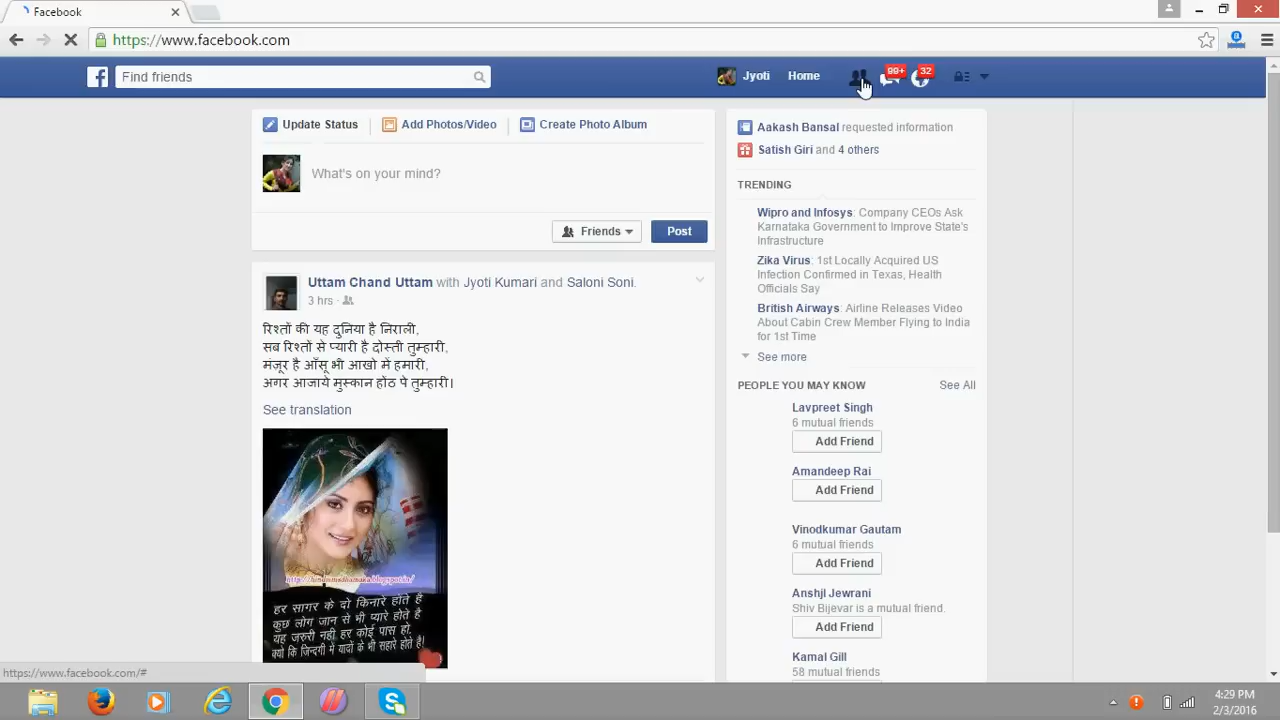 Facebook
https://www.facebook.com
Find friends
Jyoti
Home
99+
32
Update Status
Add Photos/Video
Create Photo Album
What's on your mind?
Friends
Post
Uttam Chand Uttam with Jyoti Kumari and Saloni Soni.
3 hrs ·
रिश्तों की यह दुनिया है निराली,
सब रिश्तों से प्यारी है दोस्ती तुम्हारी,
मंज़ूर है आँसू भी आखो में हमारी,
अगर आजाये मुस्कान होंठ पे तुम्हारी।
See translation
हर सागर के दो किनारे होते है
कुछ लोग जान से भी प्यारे होते है
यह जरुरी नही हर कोई पास हो,
क्यो कि ज़िन्दगी में यादों के भी सहारे होते है!
Aakash Bansal requested information
Satish Giri and 4 others
TRENDING
Wipro and Infosys: Company CEOs Ask
Karnataka Government to Improve State's
Infrastructure
Zika Virus: 1st Locally Acquired US
Infection Confirmed in Texas, Health
Officials Say
British Airways: Airline Releases Video
About Cabin Crew Member Flying to India
for 1st Time
See more
PEOPLE YOU MAY KNOW
See All
Lavpreet Singh
6 mutual friends
Add Friend
Amandeep Rai
Add Friend
Vinodkumar Gautam
6 mutual friends
Add Friend
Anshjl Jewrani
Shiv Bijevar is a mutual friend.
Add Friend
Kamal Gill
58 mutual friends
https://www.facebook.com/#
4:29 PM
2/3/2016